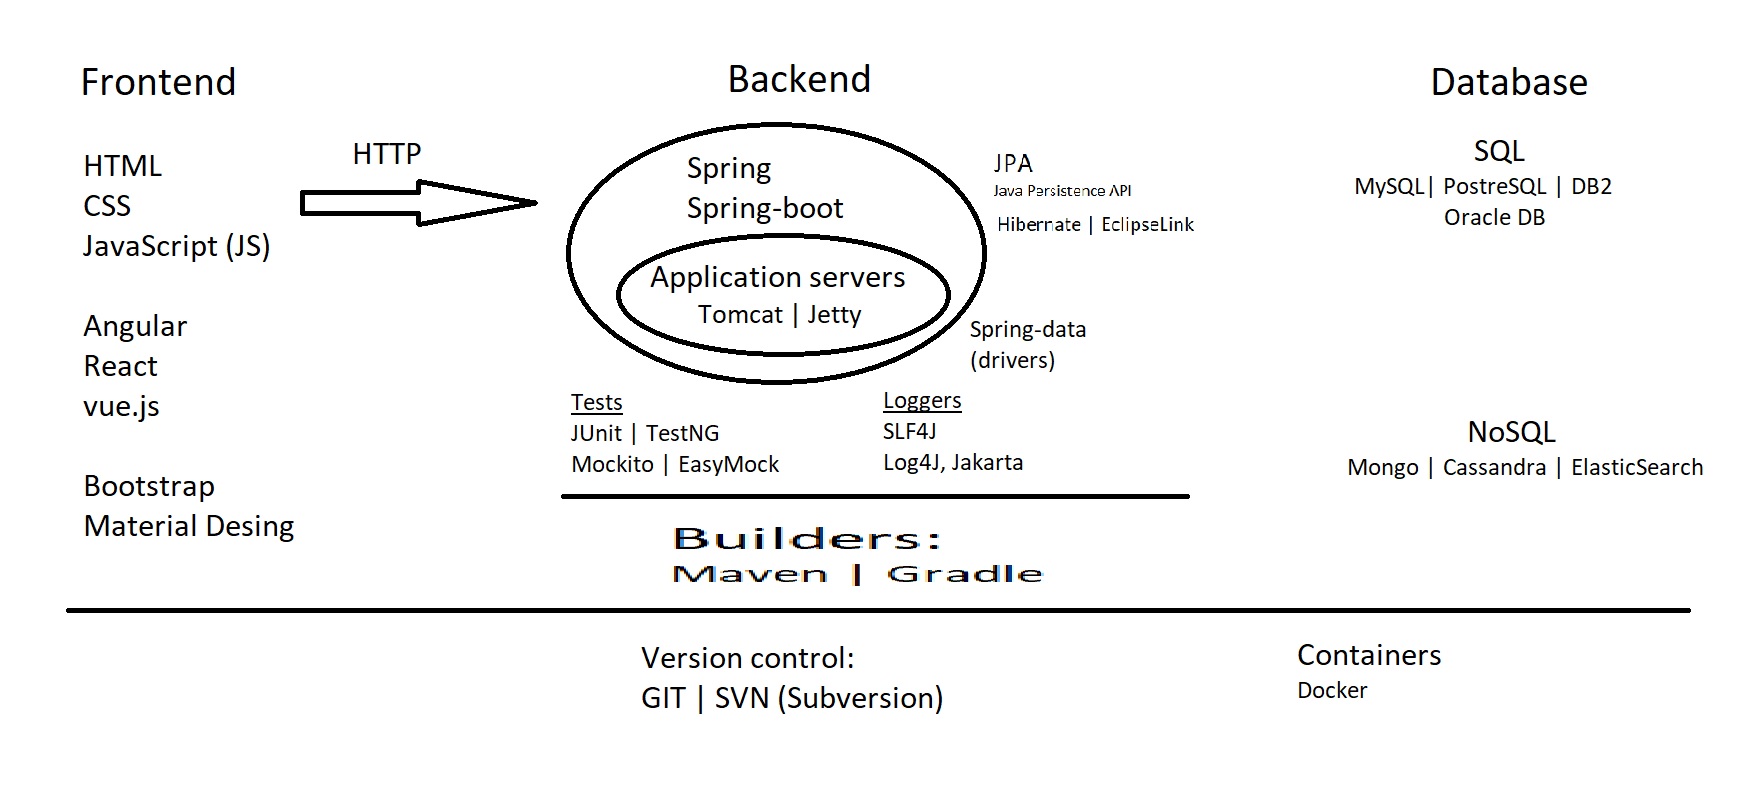 Frontend
HTML
CSS
JavaScript (JS)
Angular
React
vue.js
Bootstrap
Material Desing
HTTP
Backend
Spring
Spring-boot
Application servers
Tomcat | Jetty
JPA
Java Persistence API
Hibernate | EclipseLink
Spring-data
(drivers)
Tests
JUnit | TestNG
Mockito | EasyMock
Loggers
SLF4J
Log4J, Jakarta
Builders:
Maven | Gradle
Database
SQL
MySQL| PostreSQL | DB2
Oracle DB
NoSQL
Mongo | Cassandra | ElasticSearch
Version control:
GIT | SVN (Subversion)
Containers
Docker